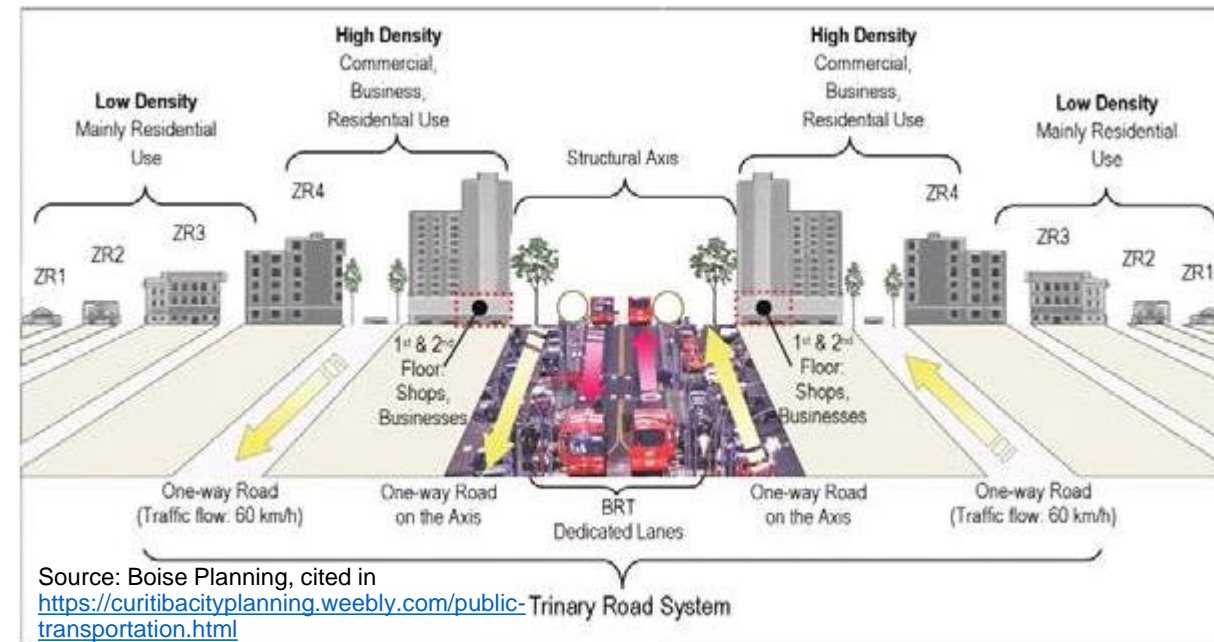 High Density
Commercial,
Business,
Residential Use
High Density
Commercial,
Business,
Residential Use
Low Density
Mainly Residential
Use
Low Density
Mainly Residential
Use
Structural Axis
ZR4
ZR4
ZR3
ZR2
ZR1
ZR3
ZR2
ZR1
1st & 2nd
Floor:
Shops,
Businesses
1st & 2nd
Floor:
Shops,
Businesses
One-way Road
(Traffic flow: 60 km/h)
One-way Road
on the Axis
BRT
Dedicated Lanes
One-way Road
on the Axis
One-way Road
(Traffic flow: 60 km/h)
Trinary Road System
Source: Boise Planning, cited in
https://curitibacityplanning.weebly.com/public-
transportation.html